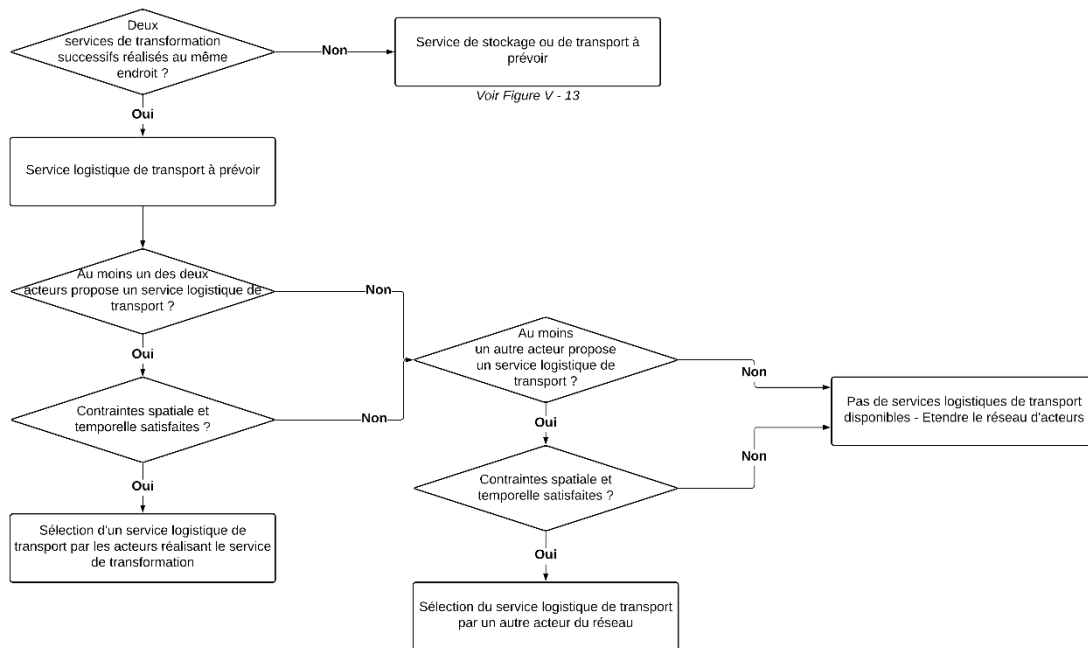 Deux
services de transformation
successifs réalisés au même
endroit ?
Non
Service de stockage ou de transport à
prévoir
Voir Figure V - 13
Oui
Service logistique de transport à prévoir
Au moins un des deux
acteurs propose un service logistique de
transport ?
Non
Oui
Contraintes spatiale et
temporelle satisfaites ?
Non
Oui
Sélection d'un service logistique de
transport par les acteurs réalisant le service
de transformation
Au moins
un autre acteur propose
un service logistique de
transport ?
Non
Oui
Contraintes spatiale et
temporelle satisfaites ?
Non
Oui
Sélection du service logistique de transport
par un autre acteur du réseau
Pas de services logistiques de transport
disponibles - Etendre le réseau d'acteurs